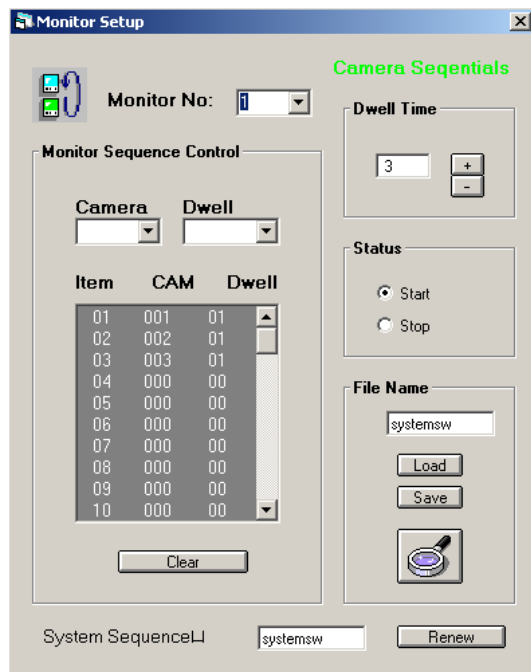 Monitor Setup
Camera Seqentials
Monitor No: 1
Dwell Time
3
+
-
Monitor Sequence Control
Camera Dwell
Item CAM Dwell
01 001 01
02 002 01
03 003 01
04 000 00
05 000 00
06 000 00
07 000 00
08 000 00
09 000 00
10 000 00
Clear
Status
Start
Stop
File Name
systemsw
Load
Save
System Sequence systemsw Renew